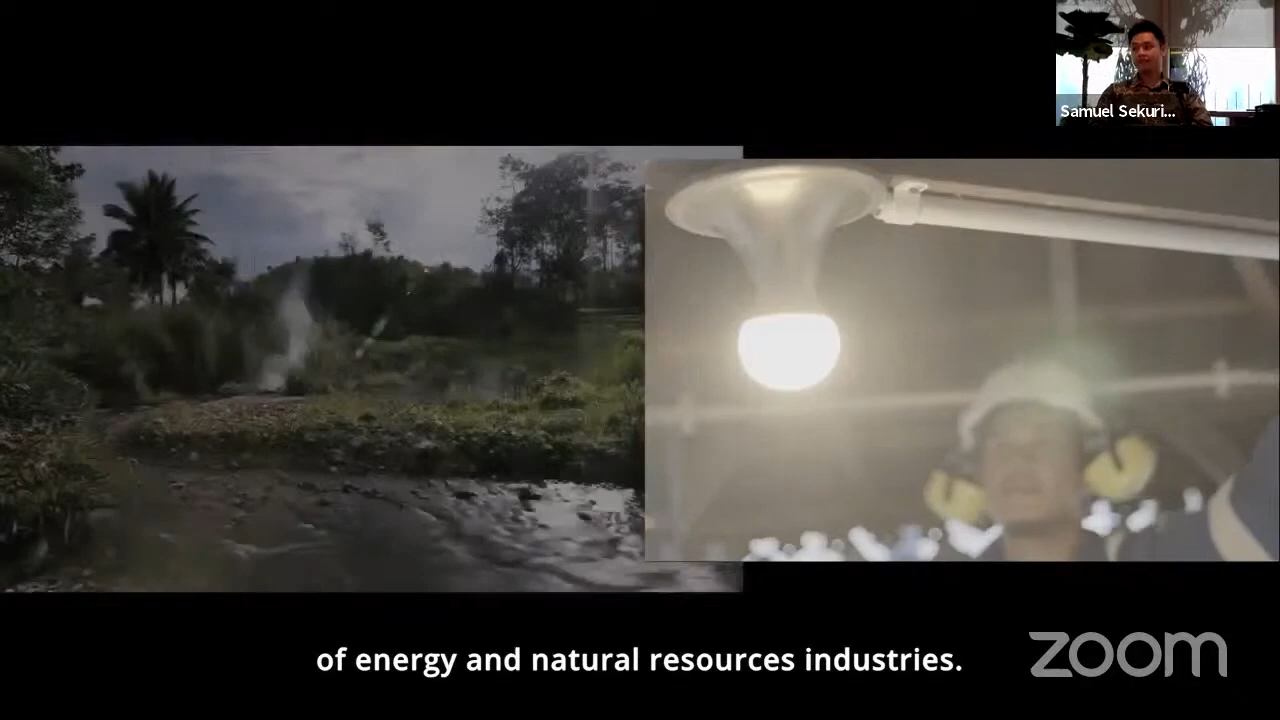 Samuel Sekuri...
of energy and natural resources industries.
zoom